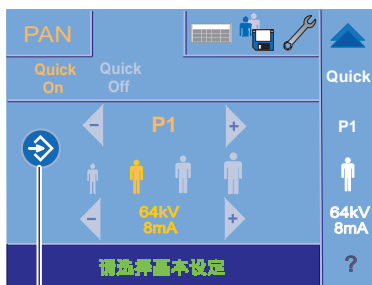 PAN
Quick On
Quick Off
Quick
- P1 +
P1
- 64kV 8mA +
64kV 8mA
请选择基本设定
?